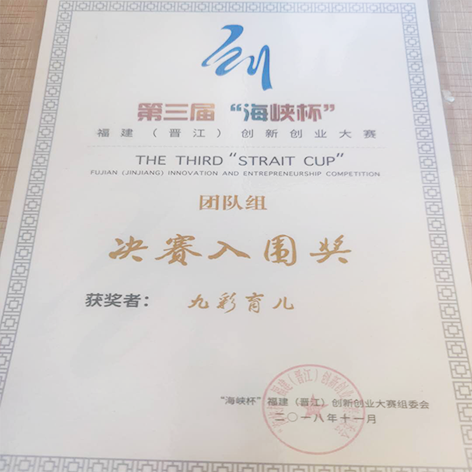 创
第三届“海峡杯”
福建（晋江）创新创业大赛
THE THIRD “STRAIT CUP”
FUJIAN (JINJIANG) INNOVATION AND ENTREPRENEURSHIP COMPETITION
团队组
决赛入围奖
获奖者： 九彩育儿
“海峡杯”福建（晋江）创新创业大赛组委会
二〇一八年十一月